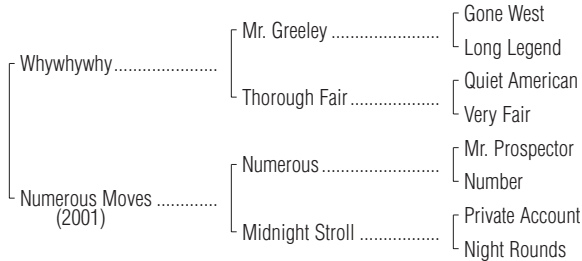 Gone West
Mr. Greeley ......................
Long Legend
Whywhywhy.....................
Quiet American
Thorough Fair ..................
Very Fair
Mr. Prospector
Numerous ........................
Number
Numerous Moves ............
(2001)
Private Account
Midnight Stroll ................
Night Rounds